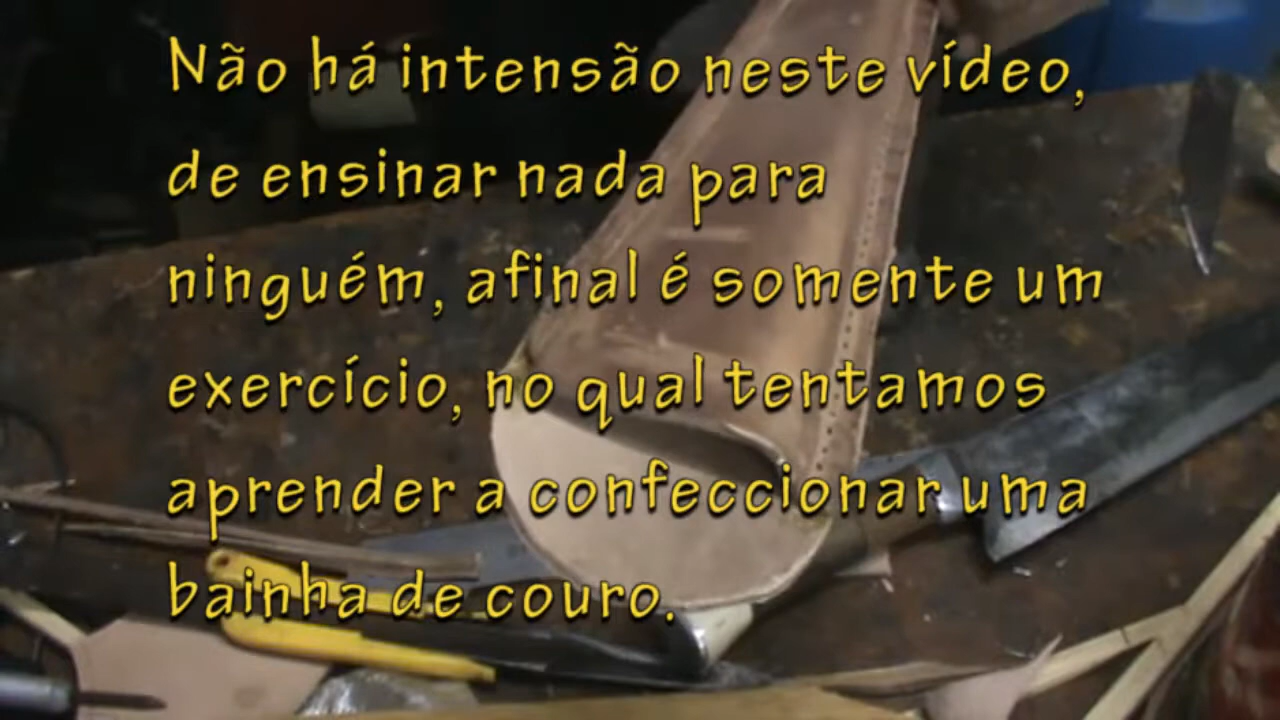 Não há intensão neste vídeo,
de ensinar nada para
ninguém, afinal é somente um
exercício, no qual tentamos
aprender a confeccionar uma
bainha de couro.